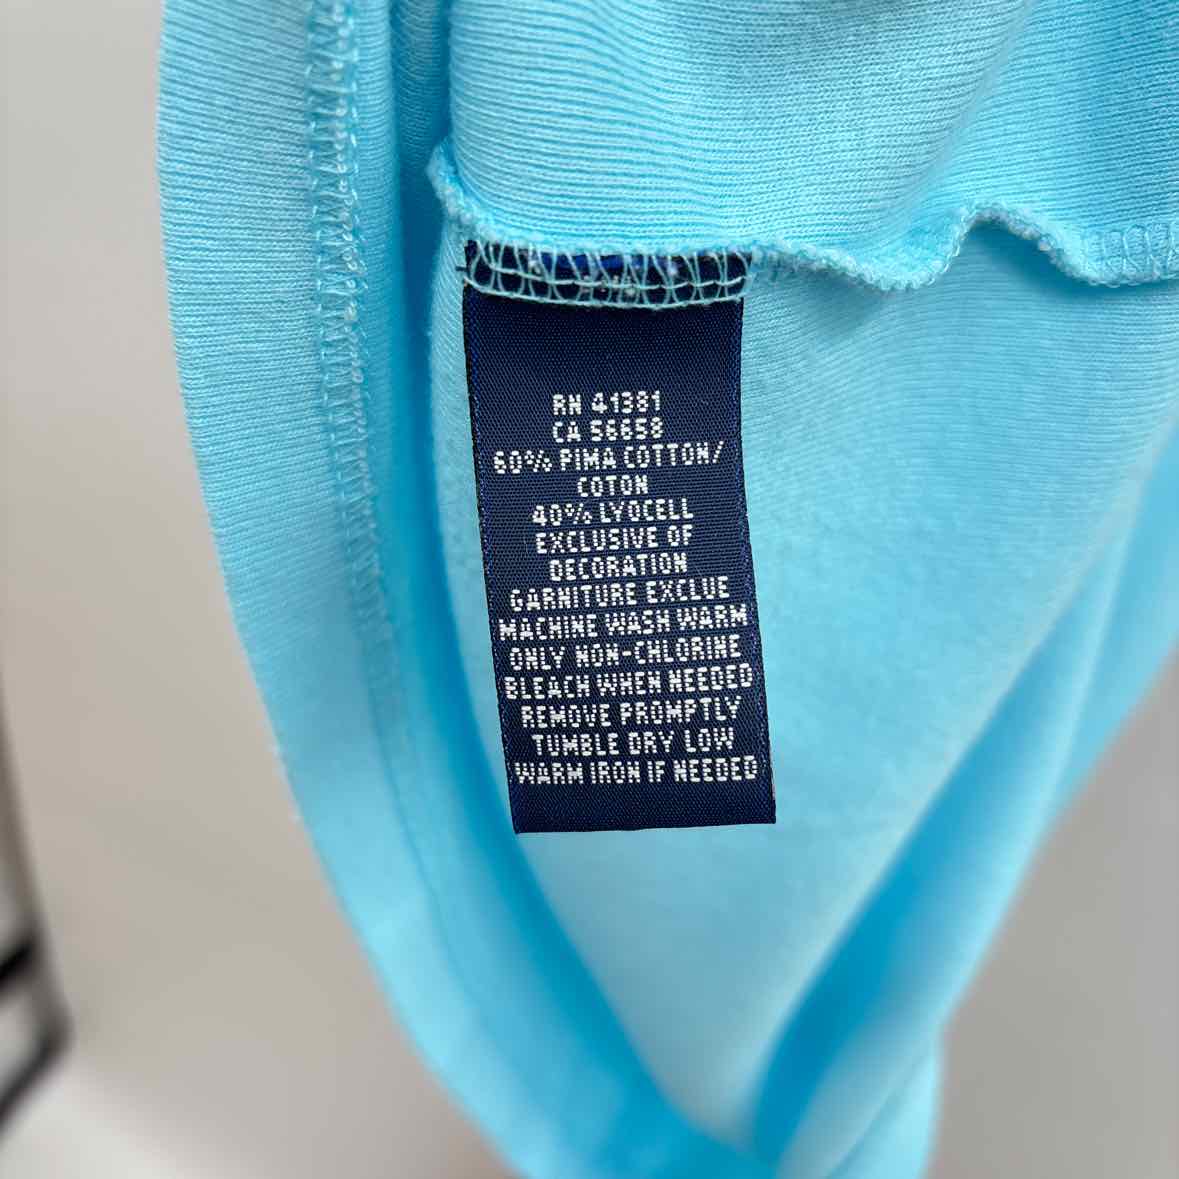 RN 41381
CA 56658
60% PIMA COTTON/
COTON
40% LYOCELL
EXCLUSIVE OF
DECORATION
GARNITURE EXCLUE
MACHINE WASH WARM
ONLY NON-CHLORINE
BLEACH WHEN NEEDED
REMOVE PROMPTLY
TUMBLE DRY LOW
WARM IRON IF NEEDED